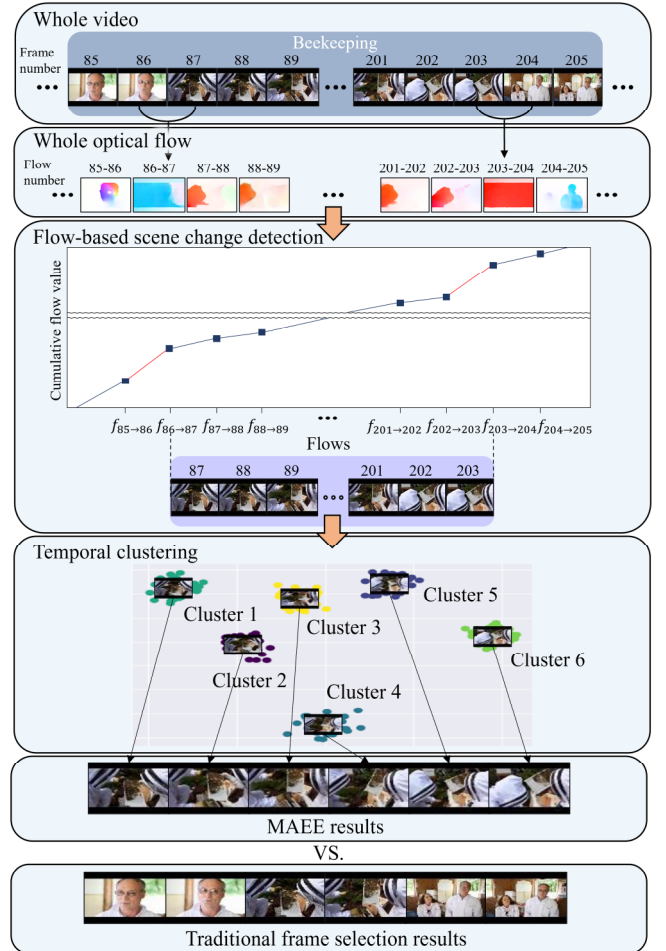 Whole video
Beekeeping
Frame
number
85 86 87 88 89 201 202 203 204 205
••• ••• •••
Whole optical flow
Flow
number
85-86 86-87 87-88 88-89 201-202 202-203 203-204 204-205
••• ••• •••
Flow-based scene change detection
Cumulative flow value
•••
f85→86 f86→87 f87→88 f88→89 f201→202 f202→203 f203→204 f204→205
Flows
87 88 89 201 202 203
Temporal clustering
Cluster 1
Cluster 2
Cluster 3
Cluster 4
Cluster 5
Cluster 6
MAEE results
VS.
Traditional frame selection results